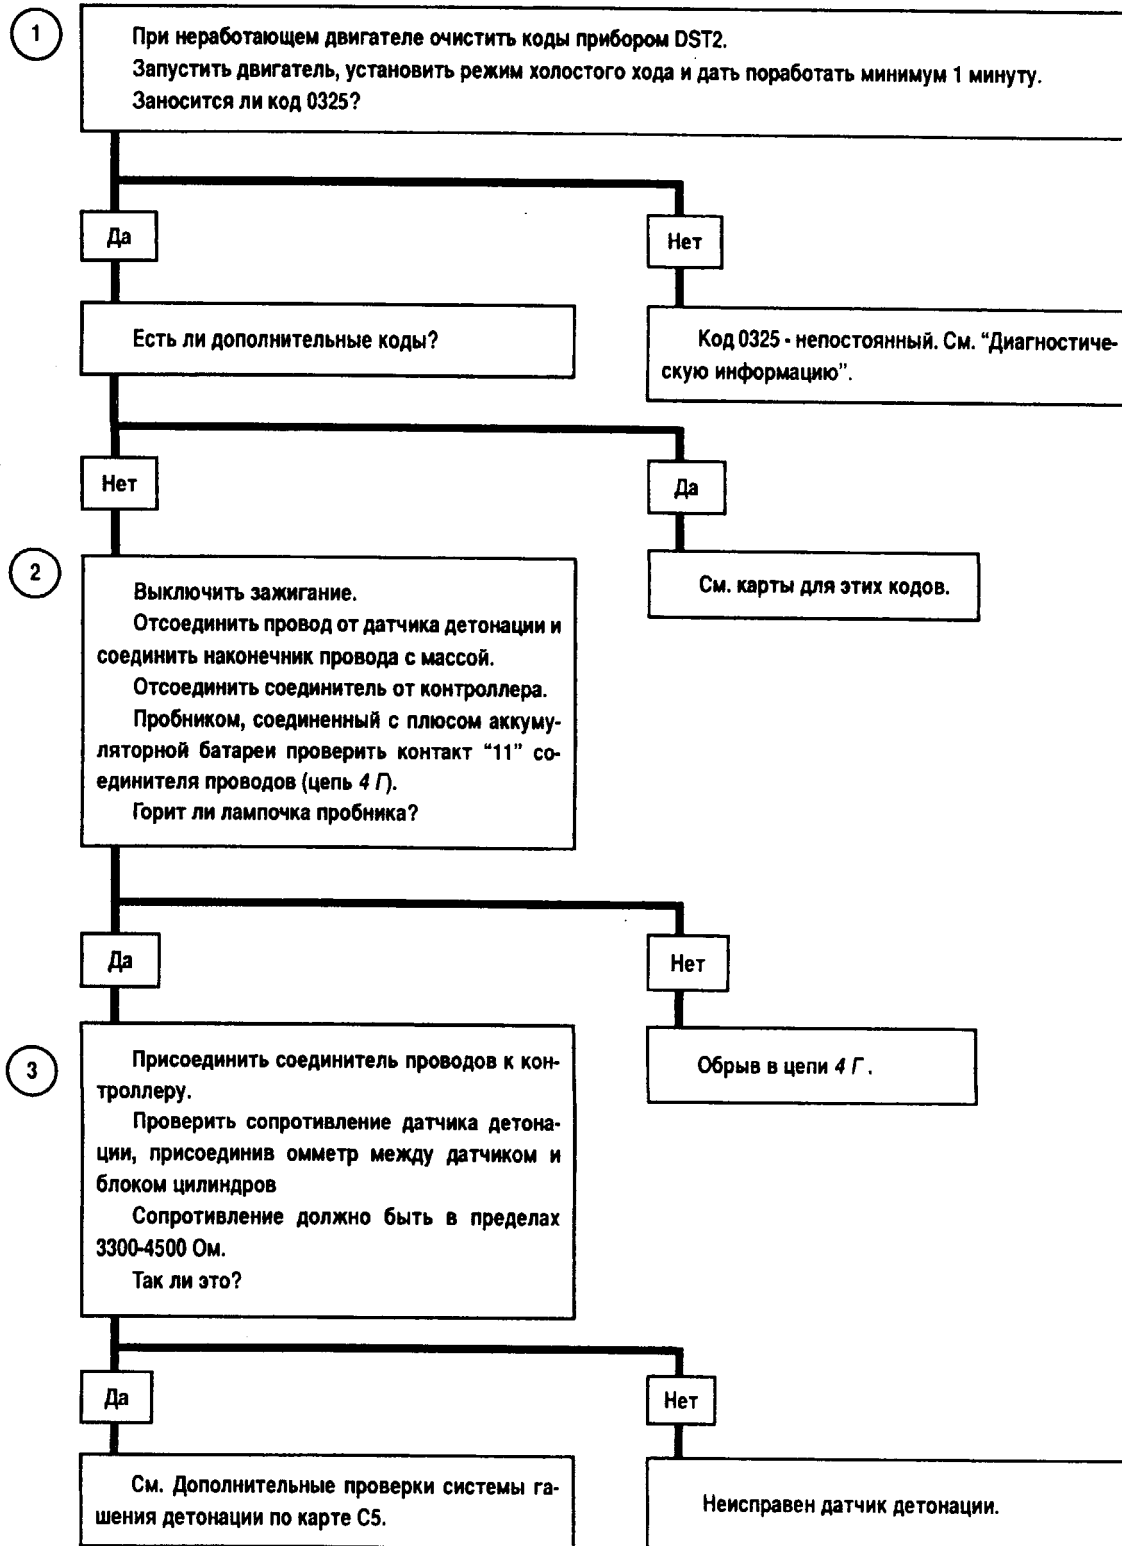 1
При неработающем двигателе очистить коды прибором DST2.
Запустить двигатель, установить режим холостого хода и дать поработать минимум 1 минуту.
Заносится ли код 0325?
Да
Нет
Есть ли дополнительные коды?
Код 0325 - непостоянный. См. “Диагностиче-
скую информацию”.
Нет
Да
2
Выключить зажигание.
Отсоединить провод от датчика детонации и
соединить наконечник провода с массой.
Отсоединить соединитель от контроллера.
Пробником, соединенный с плюсом аккуму-
ляторной батареи проверить контакт “11” со-
единителя проводов (цепь 4 Г).
Горит ли лампочка пробника?
См. карты для этих кодов.
Да
Нет
3
Присоединить соединитель проводов к кон-
троллеру.
Проверить сопротивление датчика детона-
ции, присоединив омметр между датчиком и
блоком цилиндров
Сопротивление должно быть в пределах
3300-4500 Ом.
Так ли это?
Обрыв в цепи 4 Г .
Да
Нет
См. Дополнительные проверки системы га-
шения детонации по карте С5.
Неисправен датчик детонации.